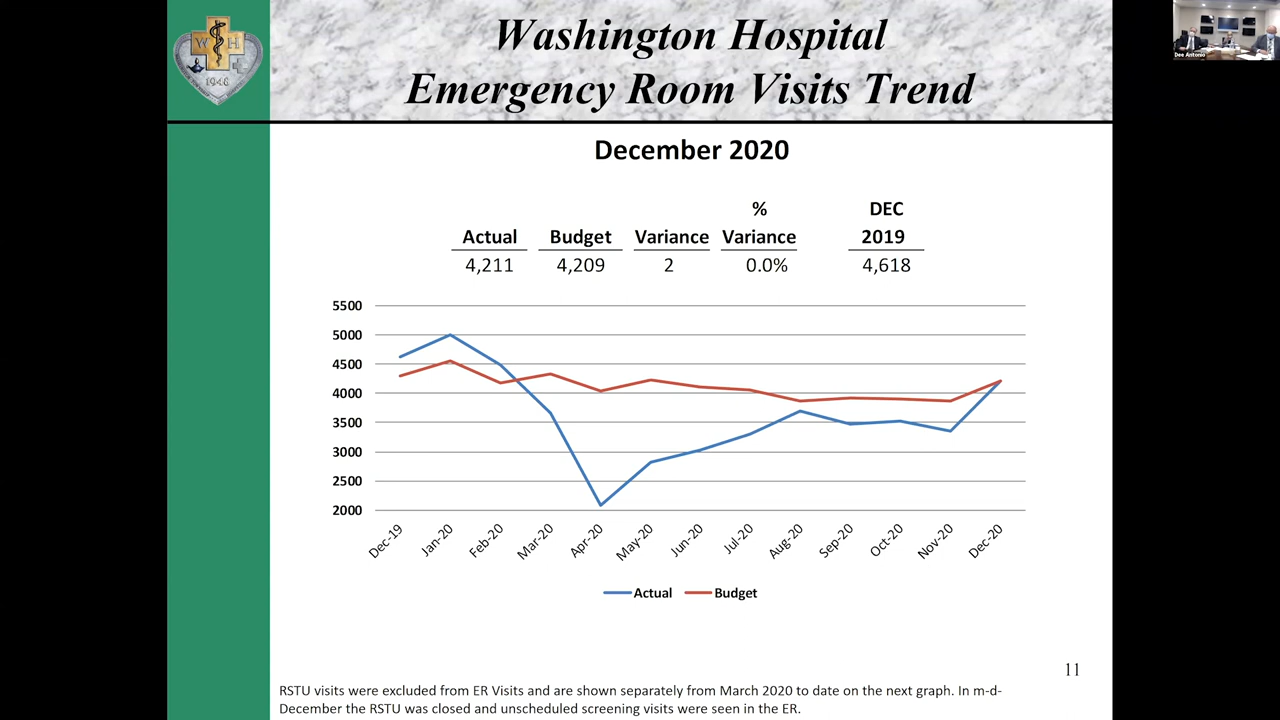 Washington Hospital
Emergency Room Visits Trend
W H
1948
Dee Antonio
December 2020
% DEC
Actual Budget Variance Variance 2019
4,211 4,209 2 0.0% 4,618
5500
5000
4500
4000
3500
3000
2500
2000
Dec-19 Jan-20 Feb-20 Mar-20 Apr-20 May-20 Jun-20 Jul-20 Aug-20 Sep-20 Oct-20 Nov-20 Dec-20
Actual Budget
11
RSTU visits were excluded from ER Visits and are shown separately from March 2020 to date on the next graph. In m-d-
December the RSTU was closed and unscheduled screening visits were seen in the ER.